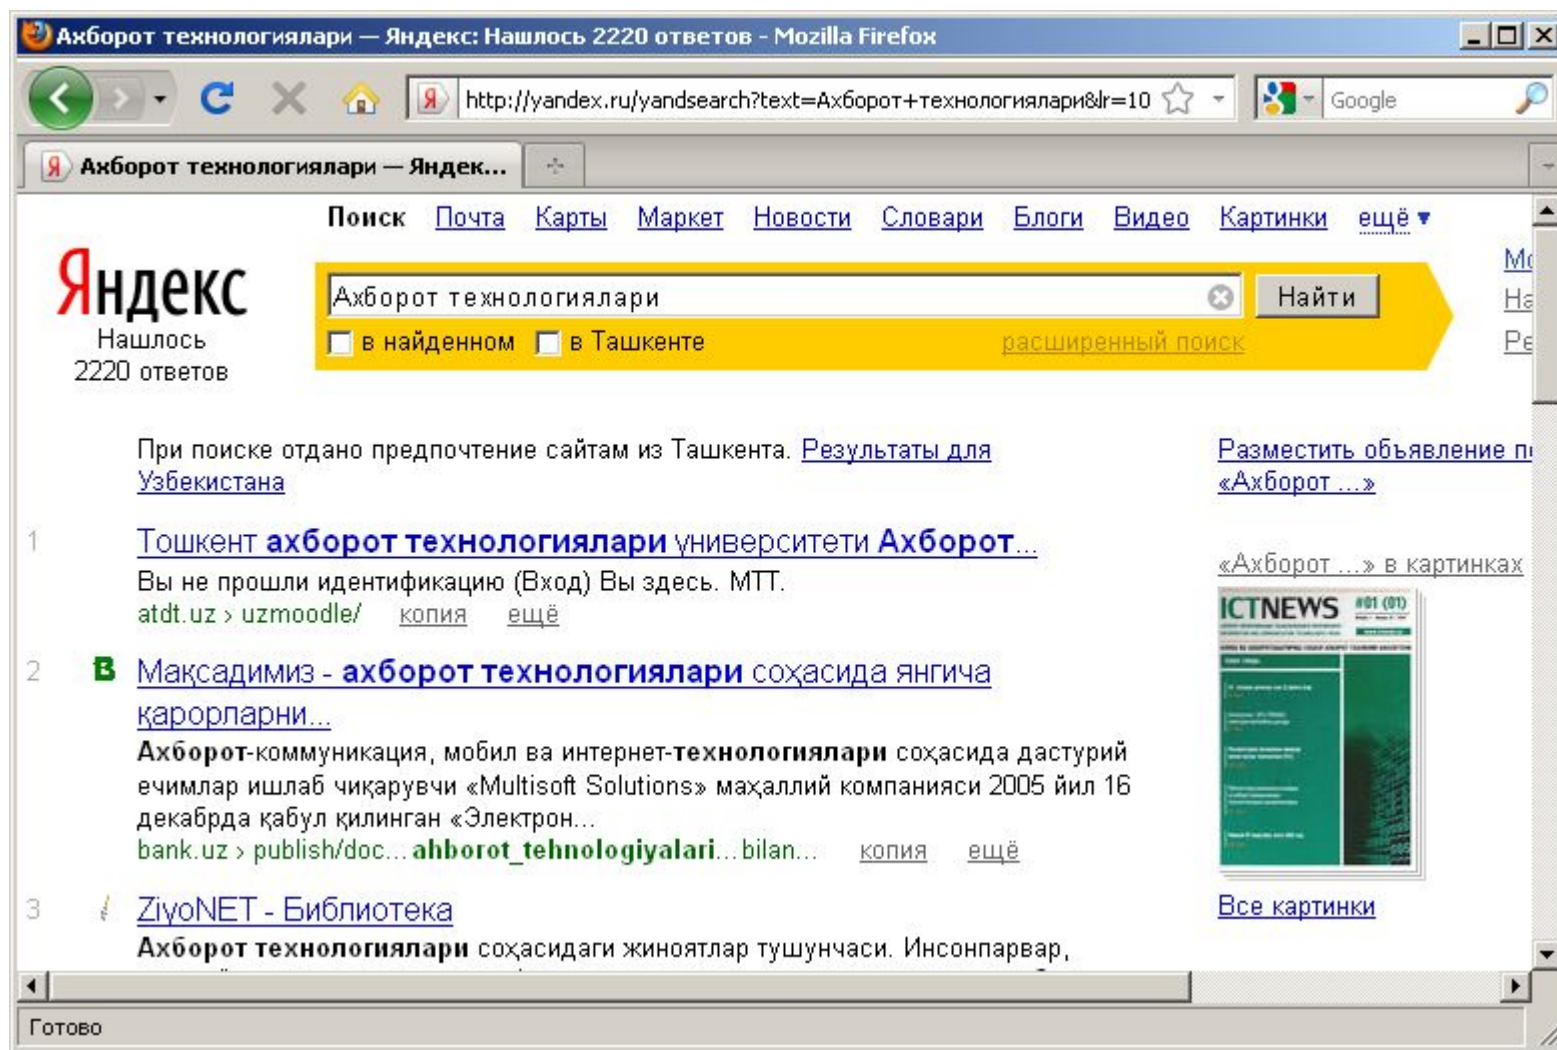 Ахборот технологиялари — Яндекс: Нашлось 2220 ответов - Mozilla Firefox
http://yandex.ru/yandsearch?text=Ахборот+технологиялари&lr=10
Google
Ахборот технологиялари — Яндек...
Поиск Почта Карты Маркет Новости Словари Блоги Видео Картинки ещё
Яндекс
Нашлось
2220 ответов
Ахборот технологиялари
Найти
в найденном в Ташкенте расширенный поиск
При поиске отдано предпочтение сайтам из Ташкента. Результаты для
Узбекистана
1 Тошкент ахборот технологиялари университети Ахборот...
Вы не прошли идентификацию (Вход) Вы здесь. МТТ.
atdt.uz › uzmoodle/ копия ещё
2 Мақсадимиз - ахборот технологиялари соҳасида янгича
қарорларни...
Ахборот-коммуникация, мобил ва интернет-технологиялари соҳасида дастурий
ечимлар ишлаб чиқарувчи «Multisoft Solutions» маҳаллий компанияси 2005 йил 16
декабрда қабул қилинган «Электрон...
bank.uz › publish/doc...ahborot_tehnologiyalari...bilan... копия ещё
3 ZiyoNET - Библиотека
Ахборот технологиялари соҳасидаги жиноятлар тушунчаси. Инсонпарвар,
Разместить объявление
«Ахборот ...»
«Ахборот ...» в картинках
ICTNEWS #01 (01)
Все картинки
Готово